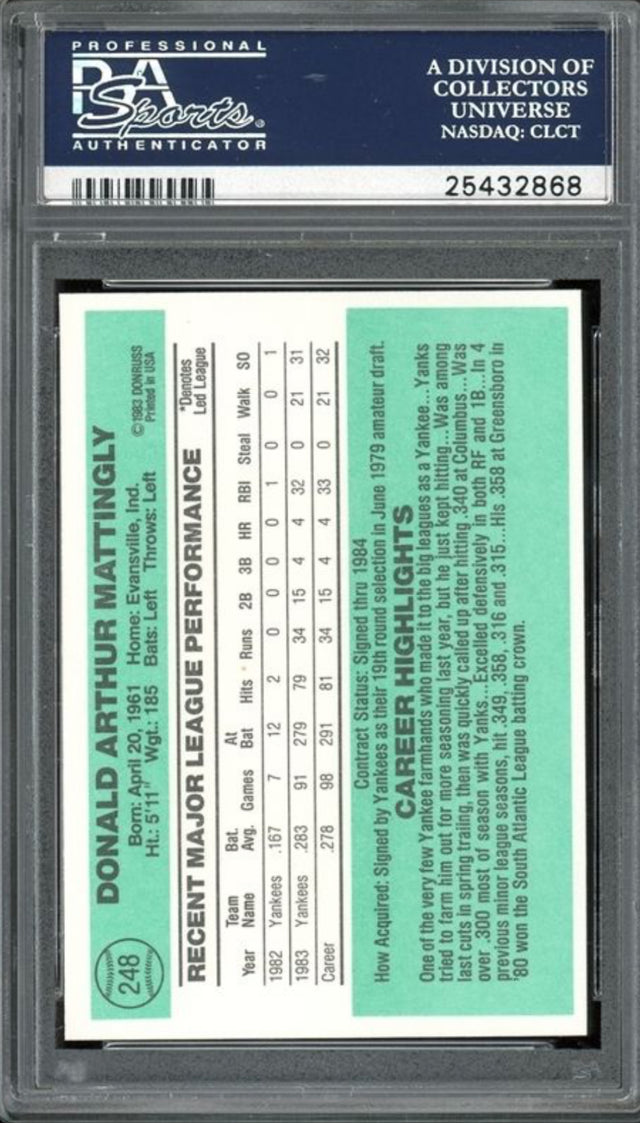 PROFESSIONAL
PSA
Sports
AUTHENTICATOR
A DIVISION OF
COLLECTORS
UNIVERSE
NASDAQ: CLCT
25432868
248
DONALD ARTHUR MATTINGLY
Born: April 20, 1961 Home: Evansville, Ind.
Ht.: 5'11" Wgt.: 185 Bats: Left Throws: Left
© 1983 DONRUSS
Printed in USA
RECENT MAJOR LEAGUE PERFORMANCE
*Denotes
Led League
Year Team Name Bat. Avg. Games At Bat Hits Runs 2B 3B HR RBI Steal Walk SO
1982 Yankees .167 7 12 2 0 0 0 0 1 0 0 1
1983 Yankees .283 91 279 79 34 15 4 4 32 0 21 31
Career .278 98 291 81 34 15 4 4 33 0 21 32
Contract Status: Signed thru 1984
How Acquired: Signed by Yankees as their 19th round selection in June 1979 amateur draft.
CAREER HIGHLIGHTS
One of the very few Yankee farmhands who made it to the big leagues as a Yankee...Yanks
tried to farm him out for more seasoning last year, but he just kept hitting...Was among
last cuts in spring traiing, then was quickly called up after hitting .340 at Columbus...Was
over .300 most of season with Yanks...Excelled defensively in both RF and 1B...In 4
previous minor league seasons, hit .349, .358, .316 and .315...His .358 at Greensboro in
'80 won the South Atlantic League batting crown.